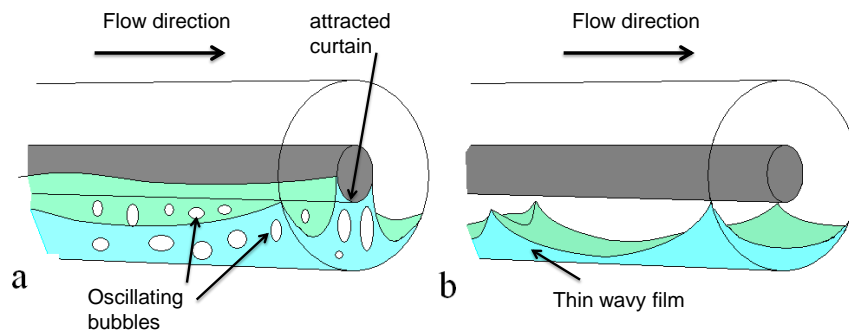 Flow direction
attracted
curtain
Flow direction
Oscillating
bubbles
a
Thin wavy film
b